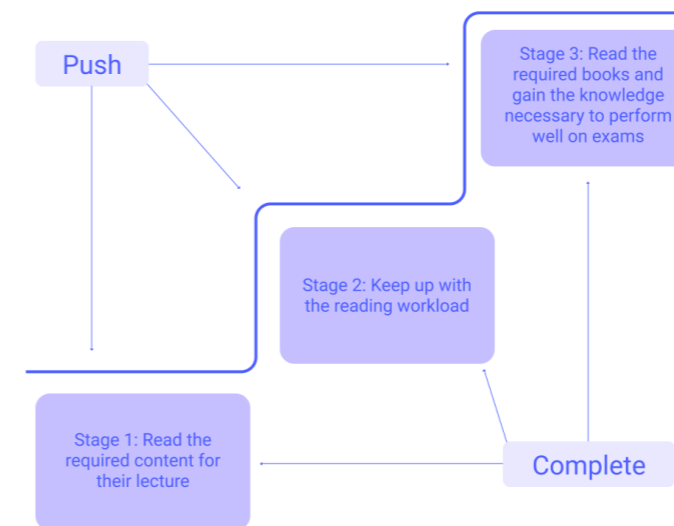 Push
Stage 3: Read the
required books and
gain the knowledge
necessary to perform
well on exams
Stage 2: Keep up with
the reading workload
Stage 1: Read the
required content for
their lecture
Complete